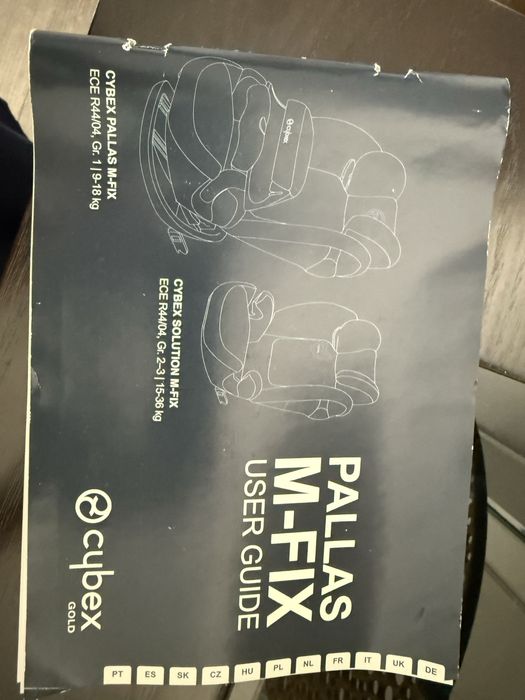 PALLAS
M-FIX
USER GUIDE
cybex
CYBEX SOLUTION M-FIX
ECE R44/04, Gr. 2–3 | 15-36 kg
CYBEX PALLAS M-FIX
ECE R44/04, Gr. 1 | 9-18 kg
cybex
GOLD
DE
UK
IT
FR
NL
PL
HU
CZ
SK
ES
PT